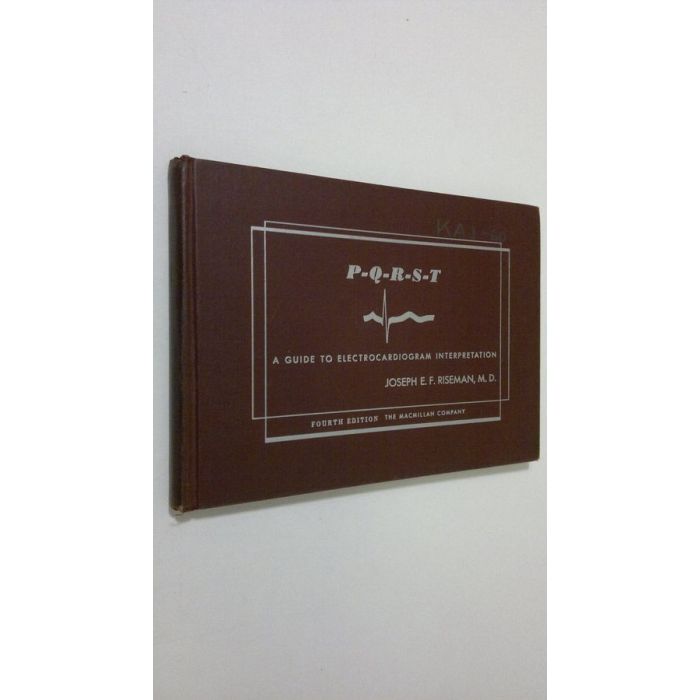 P-Q-R-S-T
A GUIDE TO ELECTROCARDIOGRAM INTERPRETATION
JOSEPH E. F. RISEMAN, M. D.
FOURTH EDITION THE MACMILLAN COMPANY